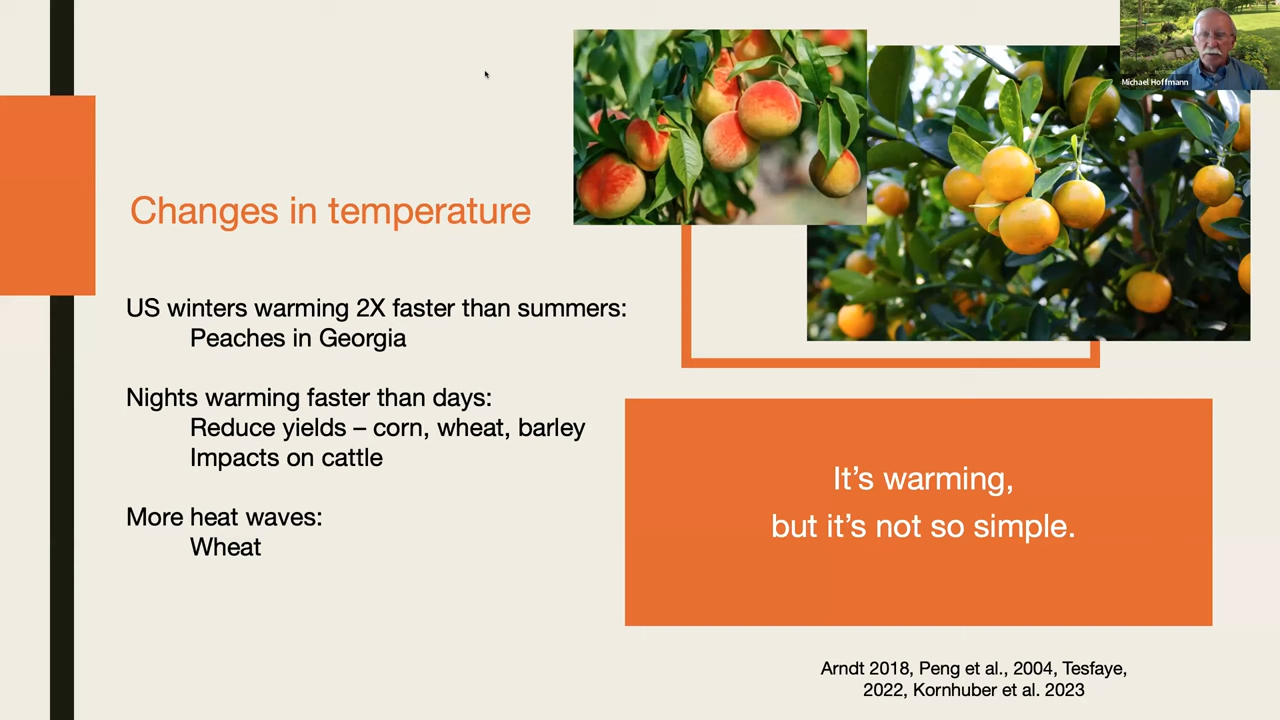 Michael Hoffmann
Changes in temperature
US winters warming 2X faster than summers:
Peaches in Georgia
Nights warming faster than days:
Reduce yields – corn, wheat, barley
Impacts on cattle
More heat waves:
Wheat
It’s warming,
but it’s not so simple.
Arndt 2018, Peng et al., 2004, Tesfaye,
2022, Kornhuber et al. 2023